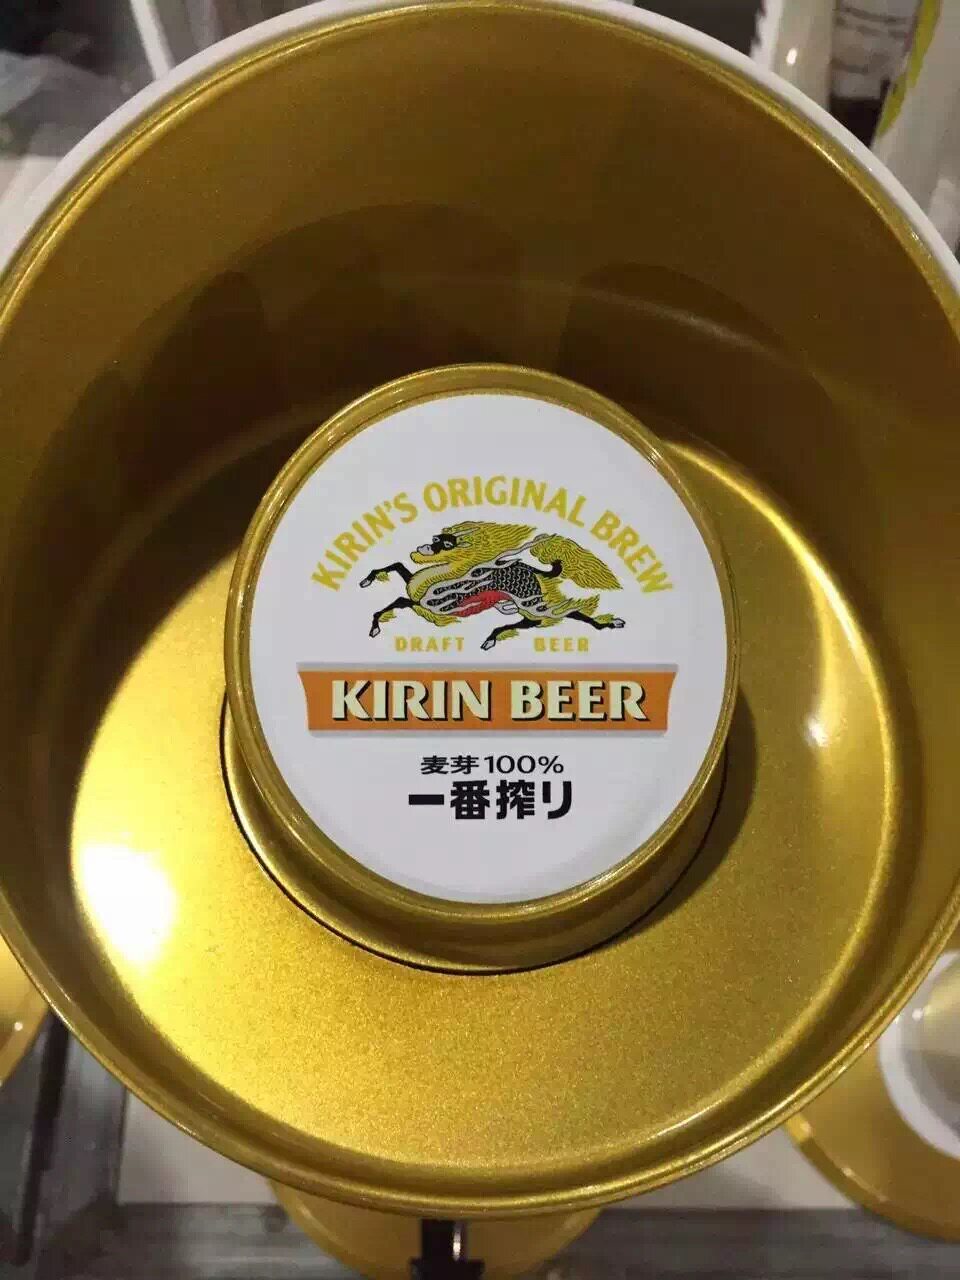 KIRIN'S ORIGINAL BREW
DRAFT BEER
KIRIN BEER
麦芽100%
一番搾り